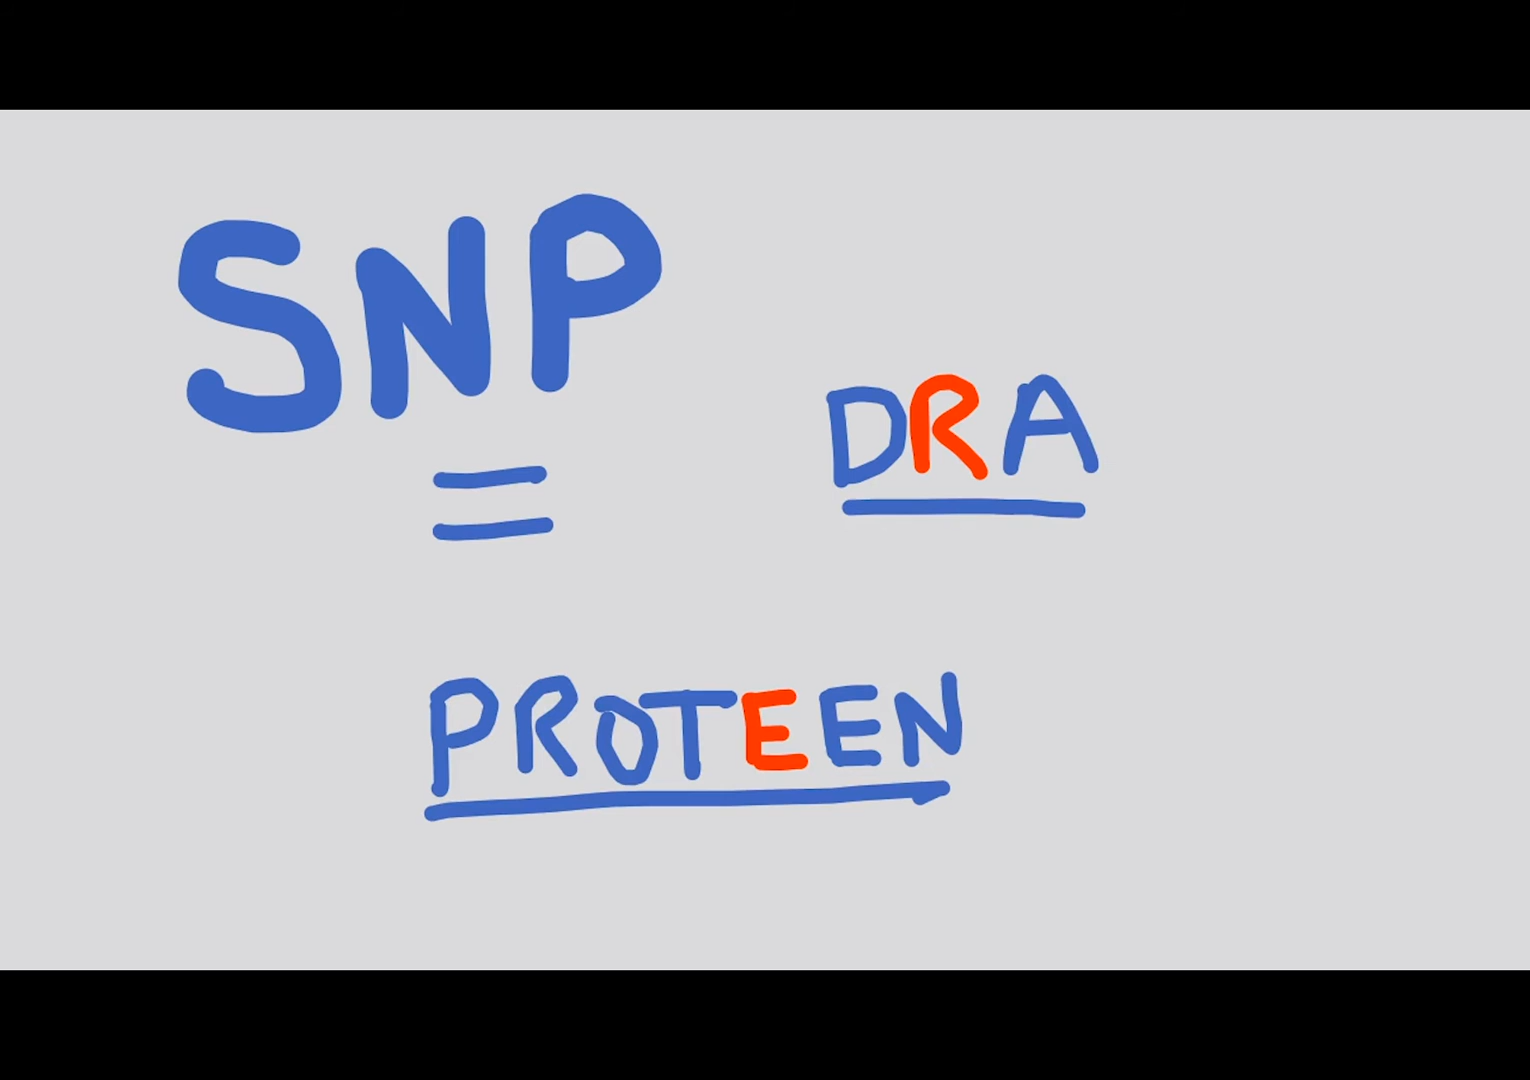 SNP
=
DRA
PROTEEN